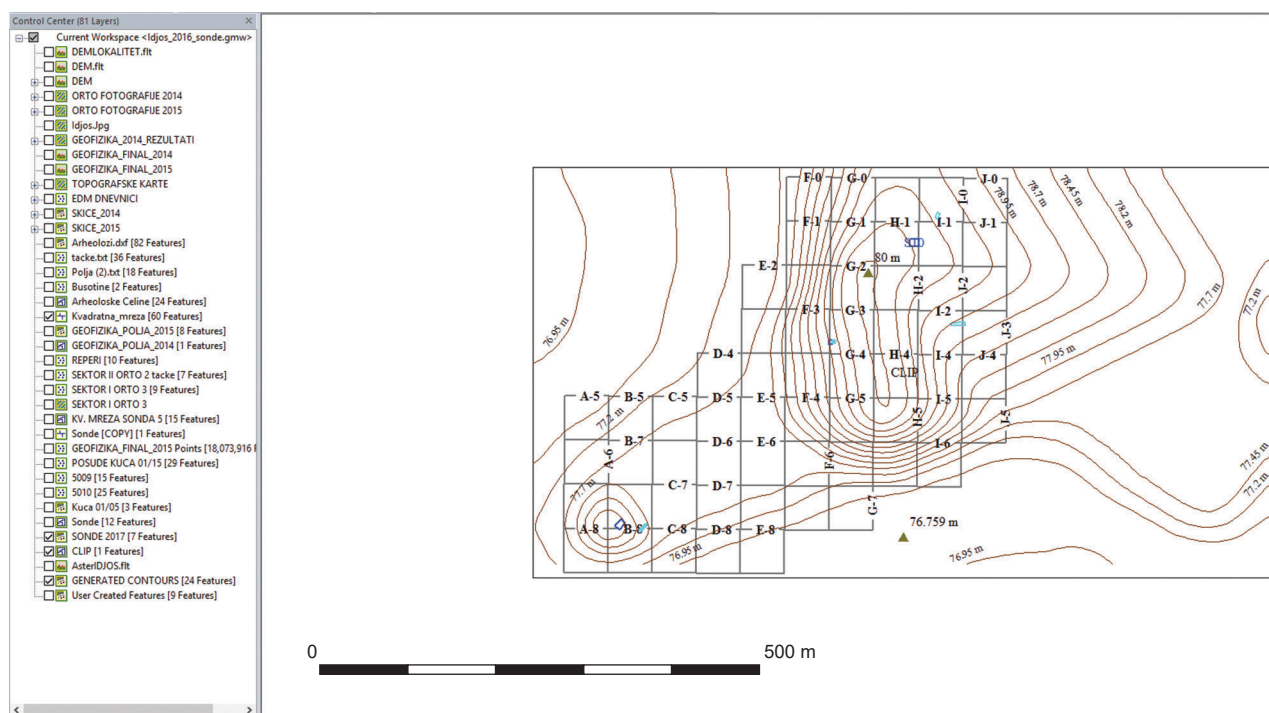 Control Center (81 Layers)
Current Workspace <Idjos_2016_sonde.gmw>
DEMLOKALITET.flt
DEM.flt
DEM
ORTO FOTOGRAFIJE 2014
ORTO FOTOGRAFIJE 2015
Idjos.Jpg
GEOFIZIKA_2014_REZULTATI
GEOFIZIKA_FINAL_2014
GEOFIZIKA_FINAL_2015
TOPOGRAFSKE KARTE
EDM DNEVNICI
SKICE_2014
SKICE_2015
Arheolozi.dxf [82 Features]
tacke.txt [36 Features]
Polja (2).txt [18 Features]
Busotine [2 Features]
Arheoloske Celine [24 Features]
Kvadratna_mreza [60 Features]
GEOFIZIKA_POLJA_2015 [8 Features]
GEOFIZIKA_POLJA_2014 [1 Features]
REPERI [10 Features]
SEKTOR II ORTO 2 tacke [7 Features]
SEKTOR I ORTO 3 [9 Features]
SEKTOR I ORTO 3
KV. MREZA SONDA 5 [15 Features]
Sonde [COPY] [1 Features]
GEOFIZIKA_FINAL_2015 Points [18,073,916 F
POSUDE KUCA 01/15 [29 Features]
5009 [15 Features]
5010 [25 Features]
Kuca 01/05 [3 Features]
Sonde [12 Features]
SONDE 2017 [7 Features]
CLIP [1 Features]
AsterIDJOS.flt
GENERATED CONTOURS [24 Features]
User Created Features [9 Features]
F-0 G-0 I-0 J-0
78.95 m 78.7 m 78.45 m 78.2 m
F-1 G-1 H-1 I-1 J-1
E-2 G-2 80 m H-2 J-2
77.7 m 77.2 m
76.95 m
F-3 G-3 I-2 J-3
D-4 G-4 H-4 I-4 J-4 77.95 m
CLIP
A-5 B-5 C-5 D-5 E-5 F-4 G-5 H-5 I-5 J-5
77.2 m
B-7 D-6 E-6 I-6
A-6 F-6
77.45 m
77.2 m
77.7 m C-7 D-7 G-7
A-8 B-8 C-8 D-8 E-8
76.759 m
76.95 m
76.95 m
0 500 m